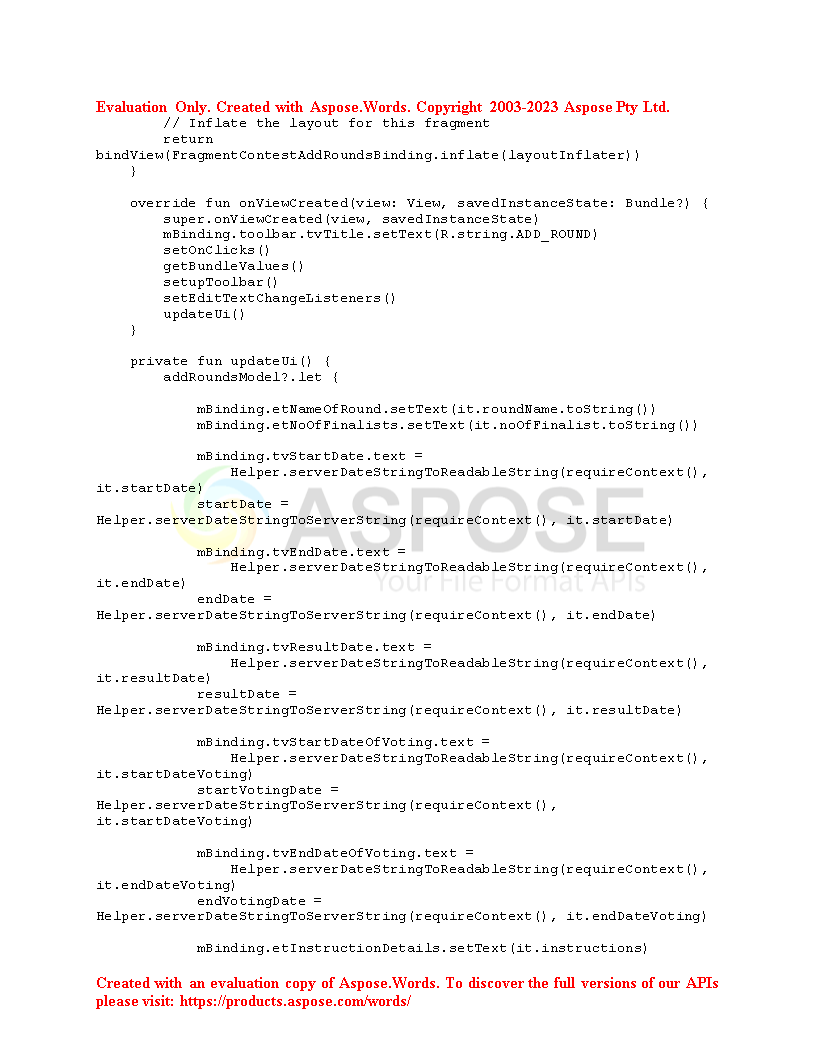 Evaluation Only. Created with Aspose.Words. Copyright 2003-2023 Aspose Pty Ltd.
        // Inflate the layout for this fragment
        return
bindView(FragmentContestAddRoundsBinding.inflate(layoutInflater))
    }

    override fun onViewCreated(view: View, savedInstanceState: Bundle?) {
        super.onViewCreated(view, savedInstanceState)
        mBinding.toolbar.tvTitle.setText(R.string.ADD_ROUND)
        setOnClicks()
        getBundleValues()
        setupToolbar()
        setEditTextChangeListeners()
        updateUi()
    }

    private fun updateUi() {
        addRoundsModel?.let {

            mBinding.etNameOfRound.setText(it.roundName.toString())
            mBinding.etNoOfFinalists.setText(it.noOfFinalist.toString())

            mBinding.tvStartDate.text =
                Helper.serverDateStringToReadableString(requireContext(),
it.startDate)
            startDate =
Helper.serverDateStringToServerString(requireContext(), it.startDate)

            mBinding.tvEndDate.text =
                Helper.serverDateStringToReadableString(requireContext(),
it.endDate)
            endDate =
Helper.serverDateStringToServerString(requireContext(), it.endDate)

            mBinding.tvResultDate.text =
                Helper.serverDateStringToReadableString(requireContext(),
it.resultDate)
            resultDate =
Helper.serverDateStringToServerString(requireContext(), it.resultDate)

            mBinding.tvStartDateOfVoting.text =
                Helper.serverDateStringToReadableString(requireContext(),
it.startDateVoting)
            startVotingDate =
Helper.serverDateStringToServerString(requireContext(),
it.startDateVoting)

            mBinding.tvEndDateOfVoting.text =
                Helper.serverDateStringToReadableString(requireContext(),
it.endDateVoting)
            endVotingDate =
Helper.serverDateStringToServerString(requireContext(), it.endDateVoting)

            mBinding.etInstructionDetails.setText(it.instructions)

ASPOSE
Your File Format APIs
Created with an evaluation copy of Aspose.Words. To discover the full versions of our APIs
please visit: https://products.aspose.com/words/